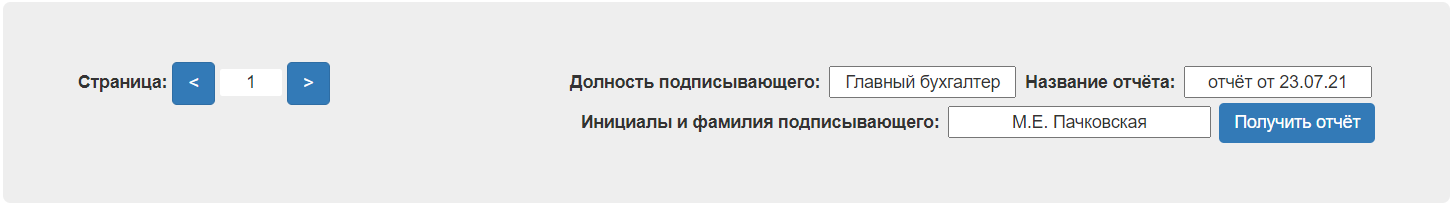 Страница: < 1 > Долность подписывающего: Главный бухгалтер Название отчёта: отчёт от 23.07.21
Инициалы и фамилия подписывающего: М.Е. Пачковская Получить отчёт